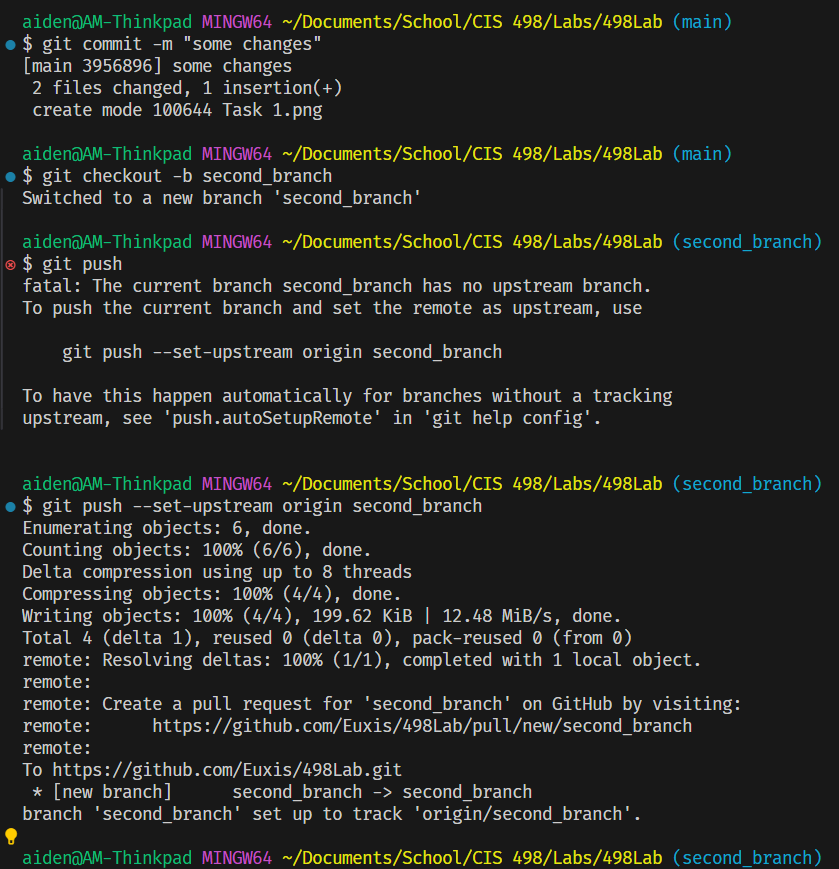 aiden@AM-Thinkpad MINGW64 ~/Documents/School/CIS 498/Labs/498Lab (main)
$ git commit -m "some changes"
[main 3956896] some changes
 2 files changed, 1 insertion(+)
 create mode 100644 Task 1.png

aiden@AM-Thinkpad MINGW64 ~/Documents/School/CIS 498/Labs/498Lab (main)
$ git checkout -b second_branch
Switched to a new branch 'second_branch'

aiden@AM-Thinkpad MINGW64 ~/Documents/School/CIS 498/Labs/498Lab (second_branch)
$ git push
fatal: The current branch second_branch has no upstream branch.
To push the current branch and set the remote as upstream, use

    git push --set-upstream origin second_branch

To have this happen automatically for branches without a tracking
upstream, see 'push.autoSetupRemote' in 'git help config'.

aiden@AM-Thinkpad MINGW64 ~/Documents/School/CIS 498/Labs/498Lab (second_branch)
$ git push --set-upstream origin second_branch
Enumerating objects: 6, done.
Counting objects: 100% (6/6), done.
Delta compression using up to 8 threads
Compressing objects: 100% (4/4), done.
Writing objects: 100% (4/4), 199.62 KiB | 12.48 MiB/s, done.
Total 4 (delta 1), reused 0 (delta 0), pack-reused 0 (from 0)
remote: Resolving deltas: 100% (1/1), completed with 1 local object.
remote:
remote: Create a pull request for 'second_branch' on GitHub by visiting:
remote:      https://github.com/Euxis/498Lab/pull/new/second_branch
remote:
To https://github.com/Euxis/498Lab.git
 * [new branch]      second_branch -> second_branch
branch 'second_branch' set up to track 'origin/second_branch'.

aiden@AM-Thinkpad MINGW64 ~/Documents/School/CIS 498/Labs/498Lab (second_branch)